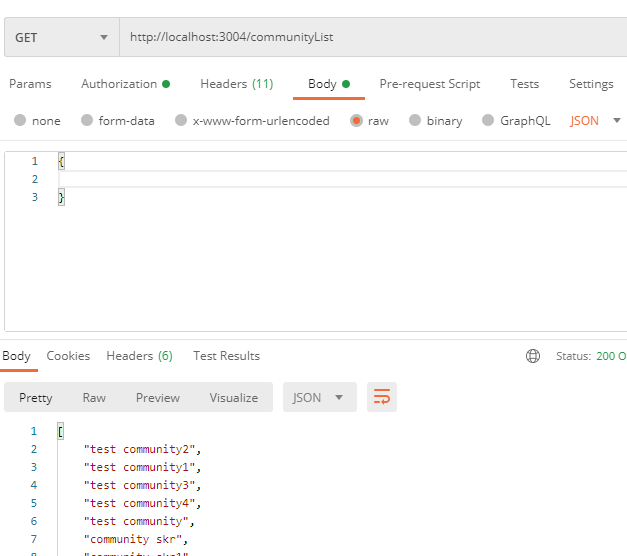 GET http://localhost:3004/communityList
Params Authorization Headers (11) Body Pre-request Script Tests Settings
none form-data x-www-form-urlencoded raw binary GraphQL JSON
1 {
2
3 }
Body Cookies Headers (6) Test Results Status: 200 O
Pretty Raw Preview Visualize JSON
1 [
2 "test community2",
3 "test community1",
4 "test community3",
5 "test community4",
6 "test community",
7 "community skr",